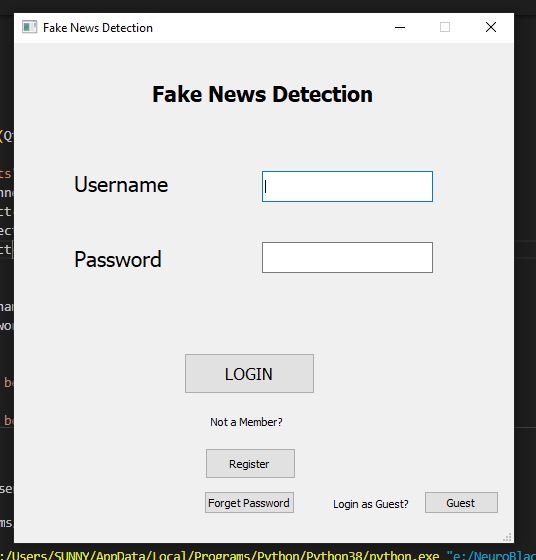 Fake News Detection
Fake News Detection
Username
Password
LOGIN
Not a Member?
Register
Forget Password
Login as Guest?
Guest
:/Users/SUNNY/AppData/Local/Programs/Python/Python38/python.exe "e:/NeuroBlac